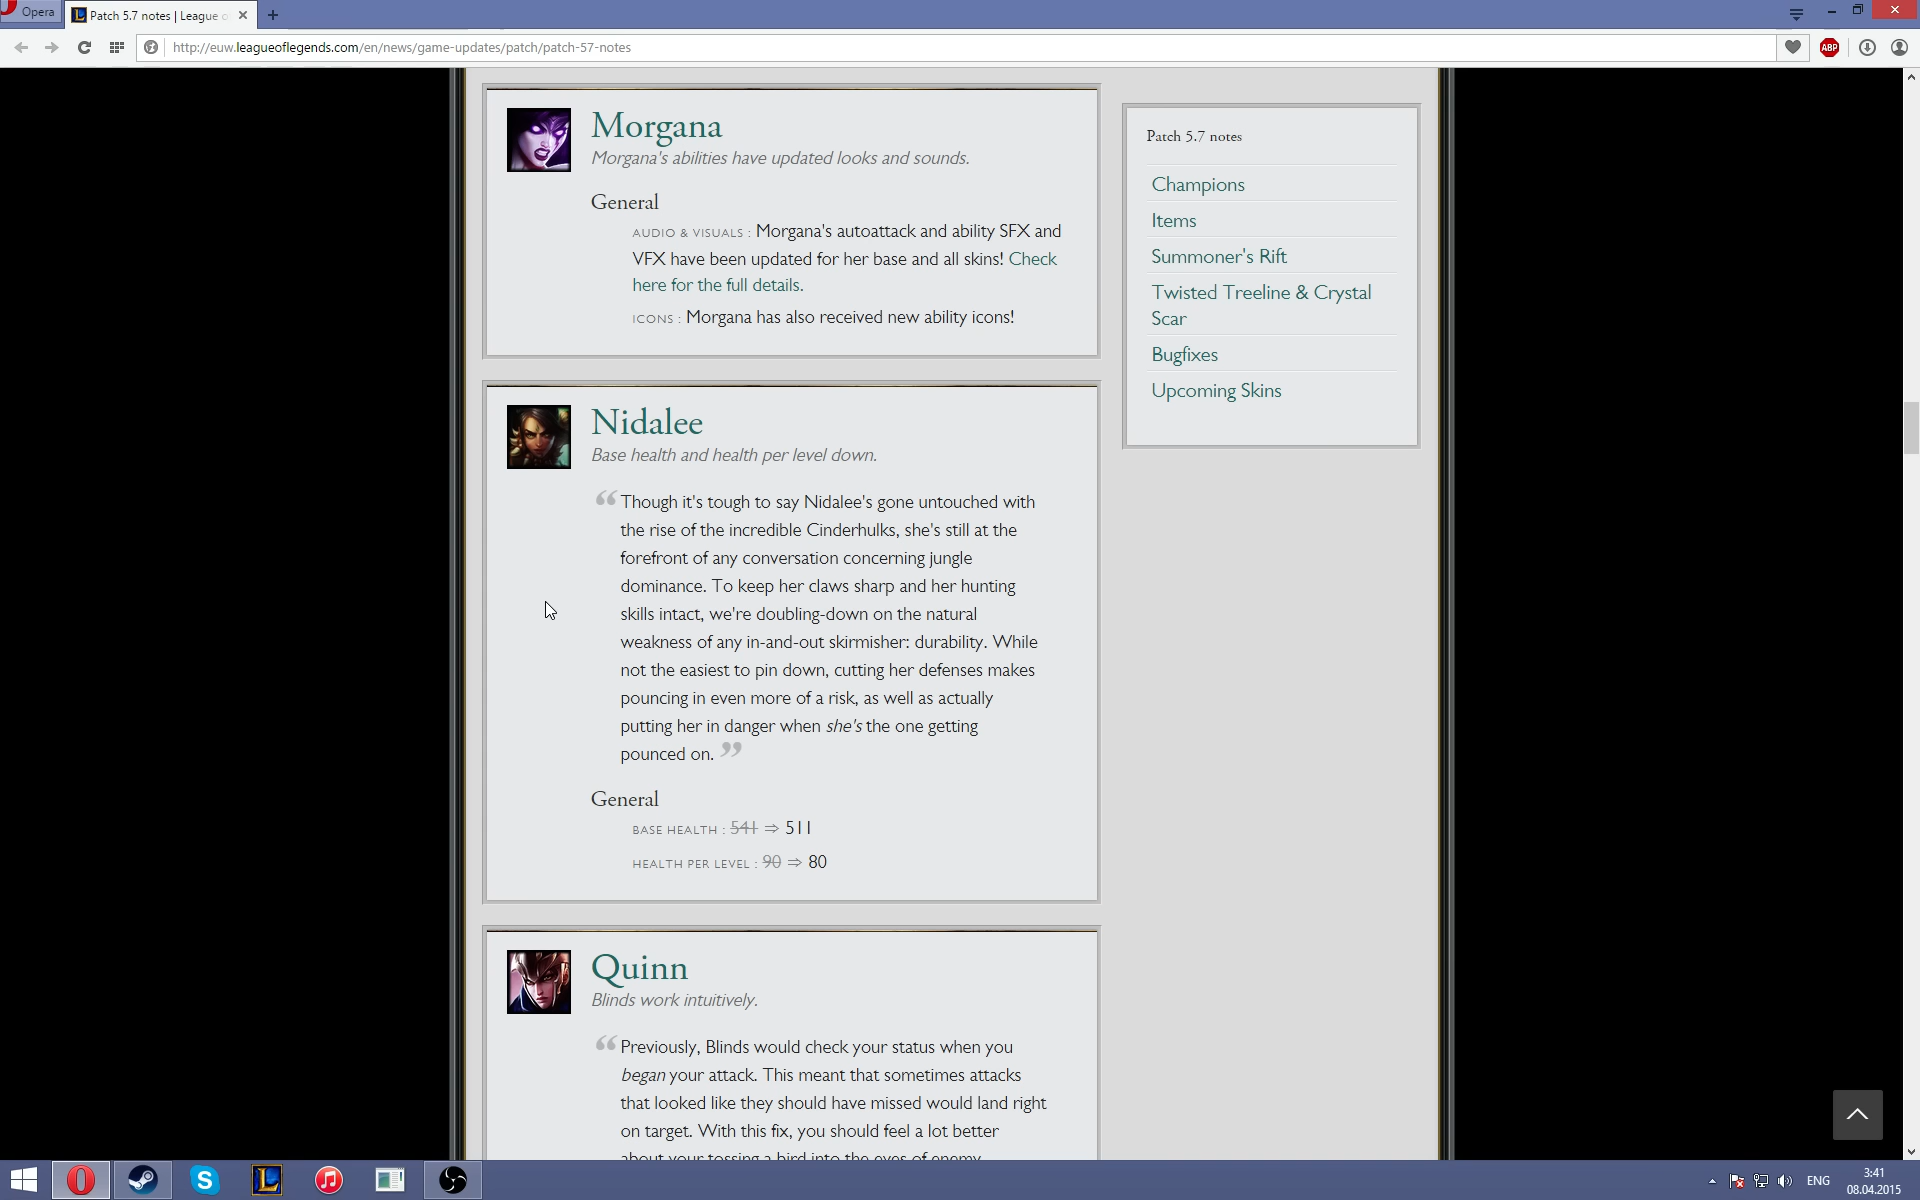 Opera
Patch 5.7 notes | League o
http://euw.leagueoflegends.com/en/news/game-updates/patch/patch-57-notes
ABP
Morgana
Morgana's abilities have updated looks and sounds.
General
AUDIO & VISUALS : Morgana's autoattack and ability SFX and
VFX have been updated for her base and all skins! Check
here for the full details.
ICONS : Morgana has also received new ability icons!
Nidalee
Base health and health per level down.
“ Though it's tough to say Nidalee's gone untouched with
the rise of the incredible Cinderhulks, she's still at the
forefront of any conversation concerning jungle
dominance. To keep her claws sharp and her hunting
skills intact, we're doubling-down on the natural
weakness of any in-and-out skirmisher: durability. While
not the easiest to pin down, cutting her defenses makes
pouncing in even more of a risk, as well as actually
putting her in danger when she's the one getting
pounced on. ”
General
BASE HEALTH : 541 ⇒ 511
HEALTH PER LEVEL : 90 ⇒ 80
Quinn
Blinds work intuitively.
“ Previously, Blinds would check your status when you
began your attack. This meant that sometimes attacks
that looked like they should have missed would land right
on target. With this fix, you should feel a lot better
about your tossing a bird into the eyes of enemy
Patch 5.7 notes
Champions
Items
Summoner's Rift
Twisted Treeline & Crystal
Scar
Bugfixes
Upcoming Skins
ENG
3:41
08.04.2015